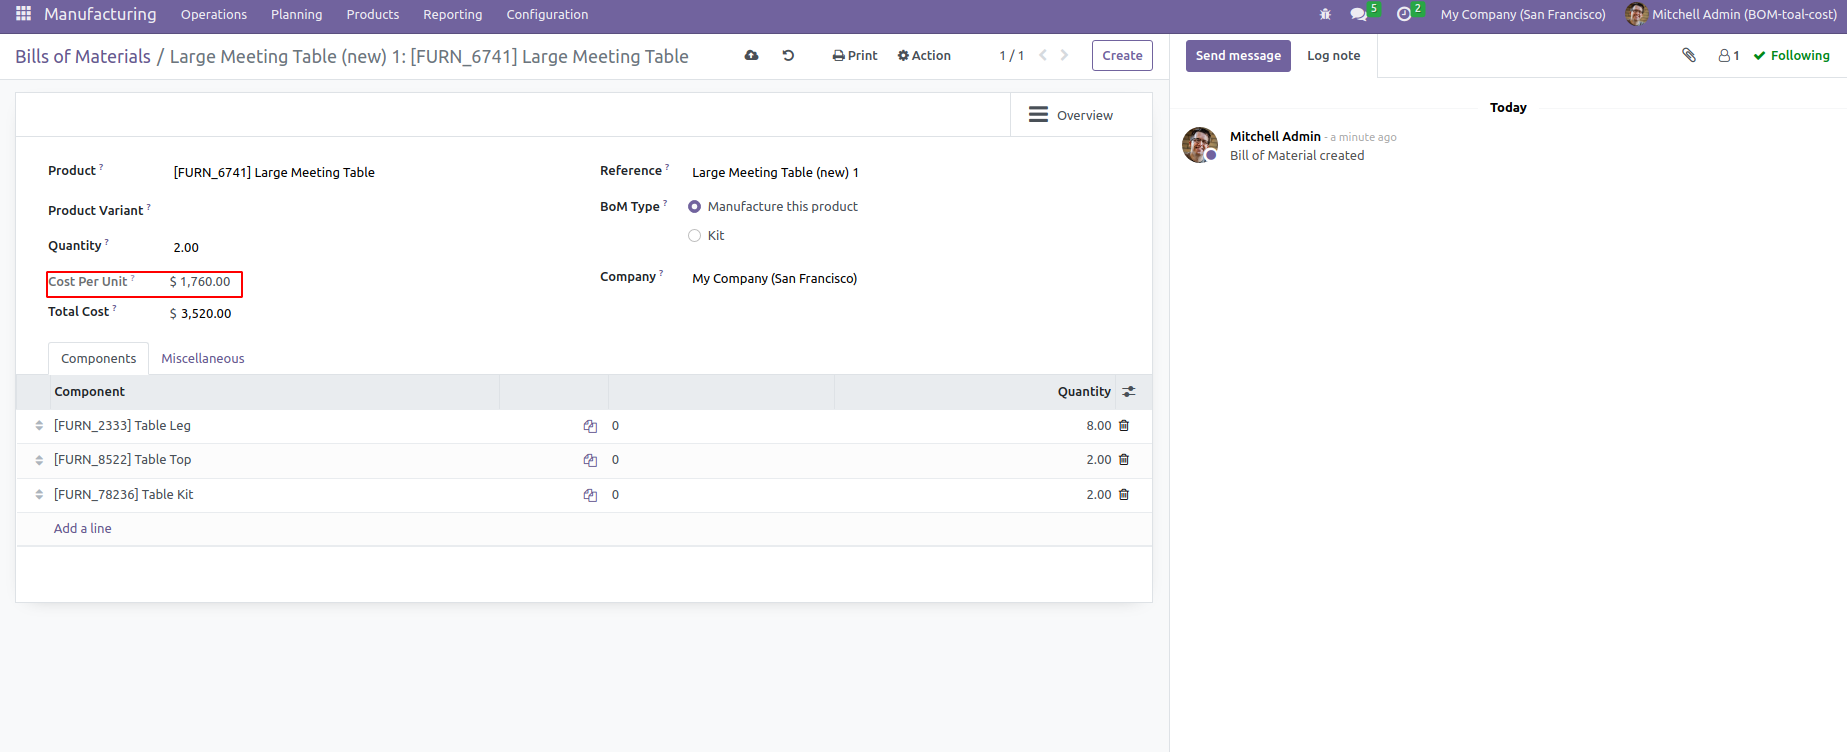 Manufacturing Operations Planning Products Reporting Configuration 5 2 My Company (San Francisco) Mitchell Admin (BOM-toal-cost)
Bills of Materials / Large Meeting Table (new) 1: [FURN_6741] Large Meeting Table Print Action 1 / 1 Create
Send message Log note 1 Following
Overview
Product ? [FURN_6741] Large Meeting Table
Product Variant ?
Quantity ? 2.00
Cost Per Unit ? $ 1,760.00
Total Cost ? $ 3,520.00
Reference ? Large Meeting Table (new) 1
BoM Type ? Manufacture this product
Kit
Company ? My Company (San Francisco)
Components Miscellaneous
Component Quantity
[FURN_2333] Table Leg 0 8.00
[FURN_8522] Table Top 0 2.00
[FURN_78236] Table Kit 0 2.00
Add a line
Today
Mitchell Admin - a minute ago
Bill of Material created